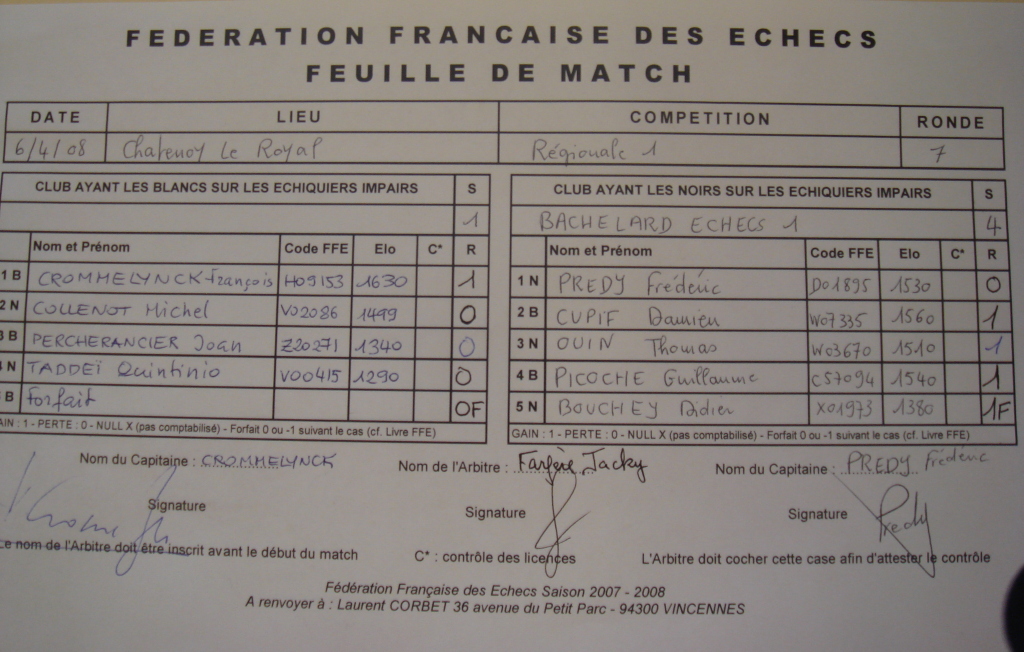 FEDERATION FRANCAISE DES ECHECS
FEUILLE DE MATCH
DATE LIEU COMPETITION RONDE
6/4/08 Chatenoy Le Royal Régionale 1 7
CLUB AYANT LES BLANCS SUR LES ECHIQUIERS IMPAIRS S
1
Nom et Prénom Code FFE Elo C* R
1 B CROMMELYNCK François H09153 1630 1
2 N COLLENOT Michel V02086 1499 0
3 B PERCHERANCIER Joan Z20271 1340 0
4 N TADDEÏ Quintinio V00415 1290 0
B Forfait 0F
GAIN : 1 - PERTE : 0 - NULL X (pas comptabilisé) - Forfait 0 ou -1 suivant le cas (cf. Livre FFE)
CLUB AYANT LES NOIRS SUR LES ECHIQUIERS IMPAIRS S
BACHELARD ECHECS 1 4
Nom et Prénom Code FFE Elo C* R
1 N PREDY Frédéric D01895 1530 0
2 B CUPIF Damien W07335 1560 1
3 N OUIN Thomas W03670 1510 1
4 B PICOCHE Guillaume C57094 1540 1
5 N BOUCHEY Didier X01973 1380 1F
GAIN : 1 - PERTE : 0 - NULL X (pas comptabilisé) - Forfait 0 ou -1 suivant le cas (cf. Livre FFE)
Nom du Capitaine : CROMMELYNCK Nom de l'Arbitre : Farfère Jacky Nom du Capitaine : PREDY Frédéric
Signature Signature Signature Predy
Le nom de l'Arbitre doit être inscrit avant le début du match C* : contrôle des licences L'Arbitre doit cocher cette case afin d'attester le contrôle
Fédération Française des Echecs Saison 2007 - 2008
A renvoyer à : Laurent CORBET 36 avenue du Petit Parc - 94300 VINCENNES